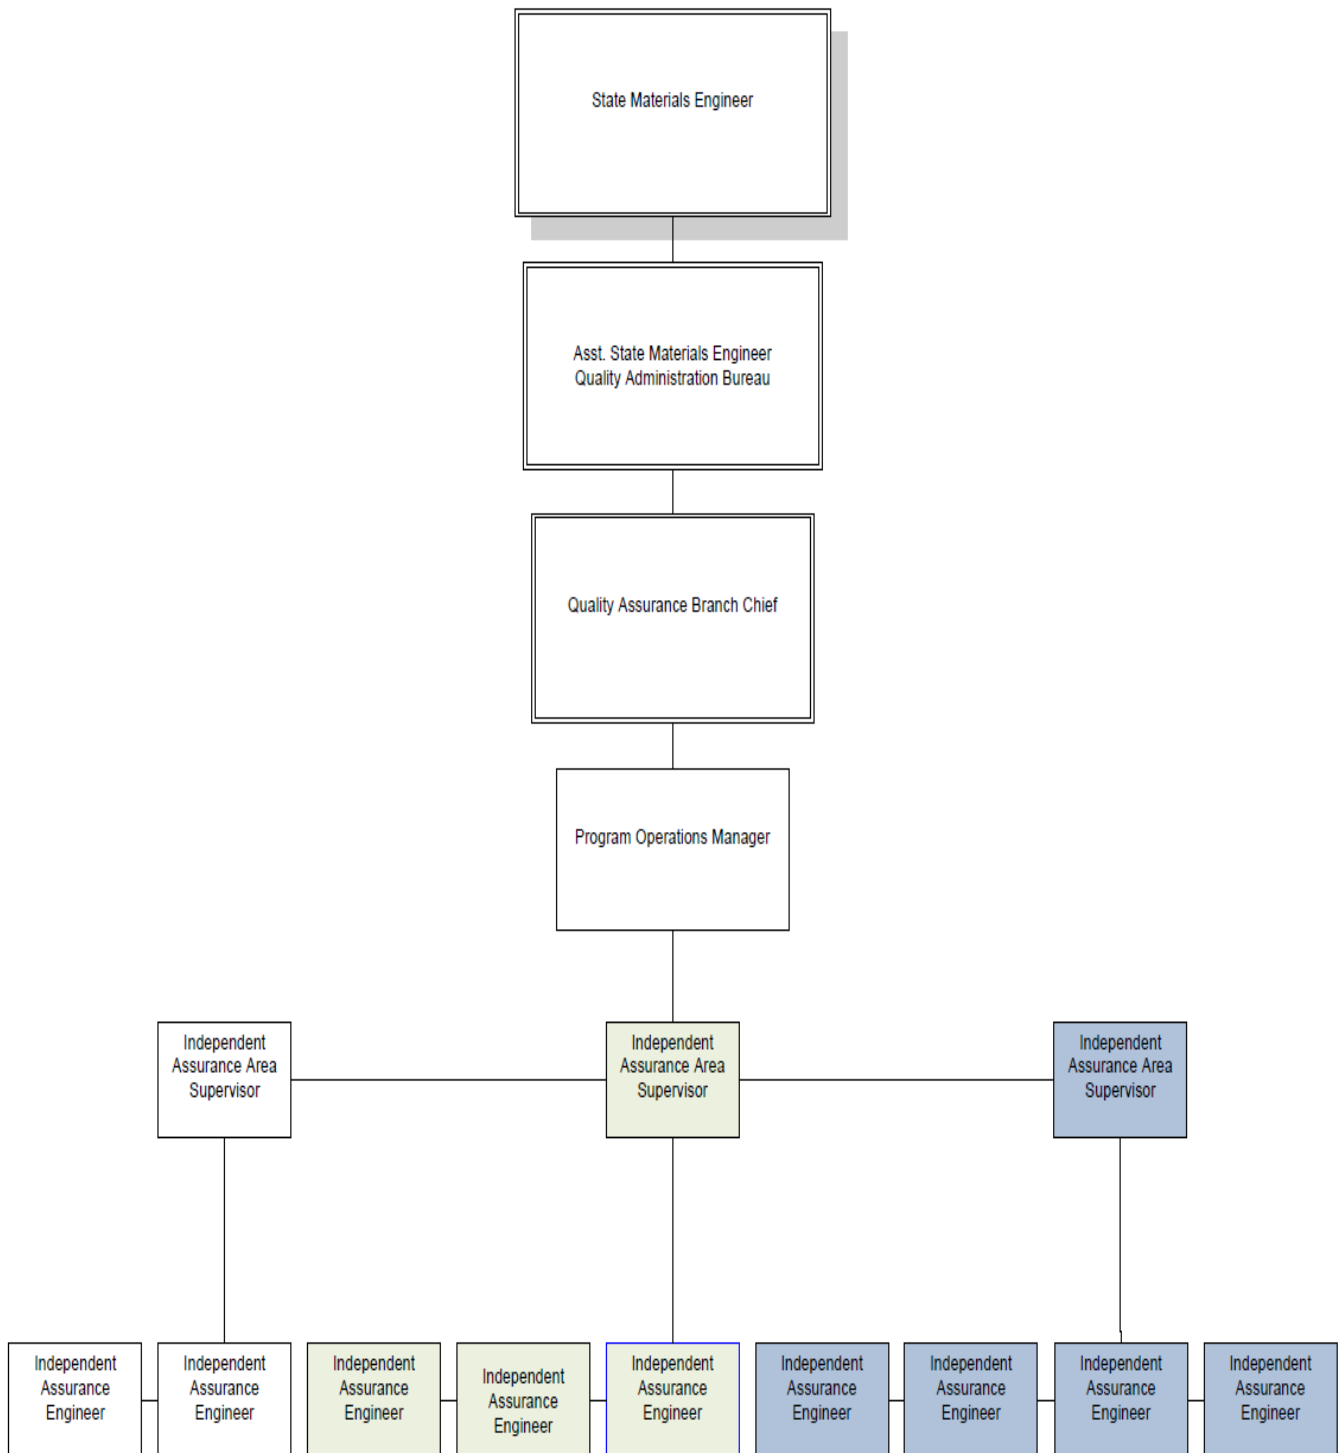 State Materials Engineer
Asst. State Materials Engineer
Quality Administration Bureau
Quality Assurance Branch Chief
Program Operations Manager
Independent
Assurance Area
Supervisor
Independent
Assurance Area
Supervisor
Independent
Assurance Area
Supervisor
Independent
Assurance
Engineer
Independent
Assurance
Engineer
Independent
Assurance
Engineer
Independent
Assurance
Engineer
Independent
Assurance
Engineer
Independent
Assurance
Engineer
Independent
Assurance
Engineer
Independent
Assurance
Engineer
Independent
Assurance
Engineer